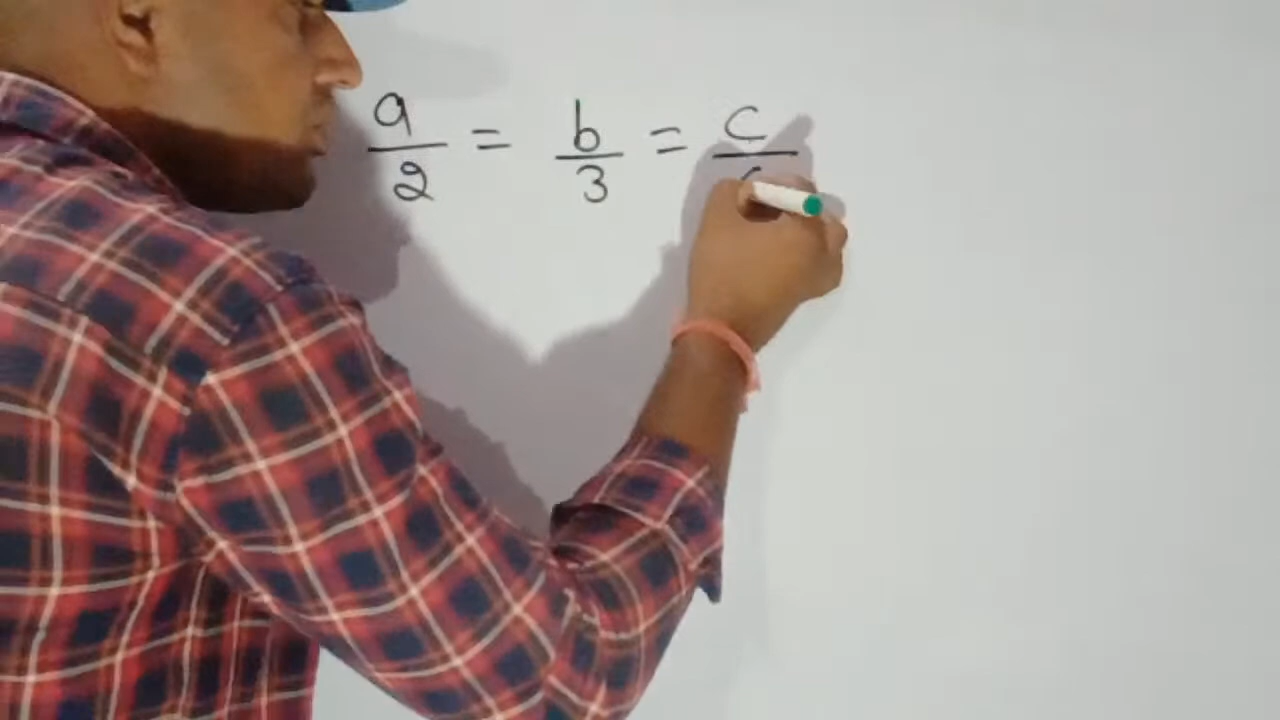 a/2 = b/3 = c/